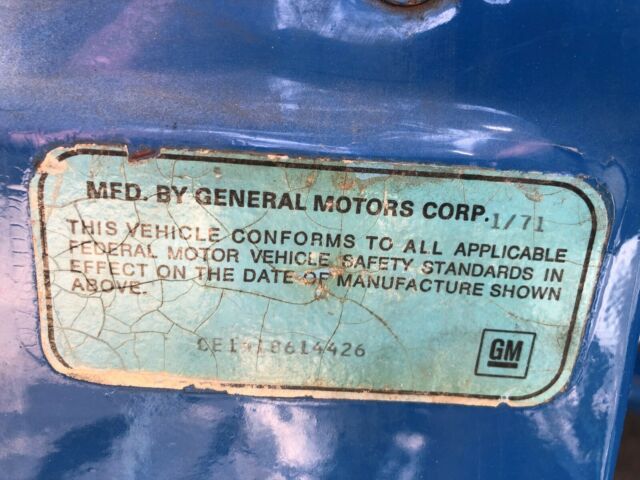 MFD. BY GENERAL MOTORS CORP. 1/71
THIS VEHICLE CONFORMS TO ALL APPLICABLE
FEDERAL MOTOR VEHICLE SAFETY STANDARDS IN
EFFECT ON THE DATE OF MANUFACTURE SHOWN
ABOVE.
GM